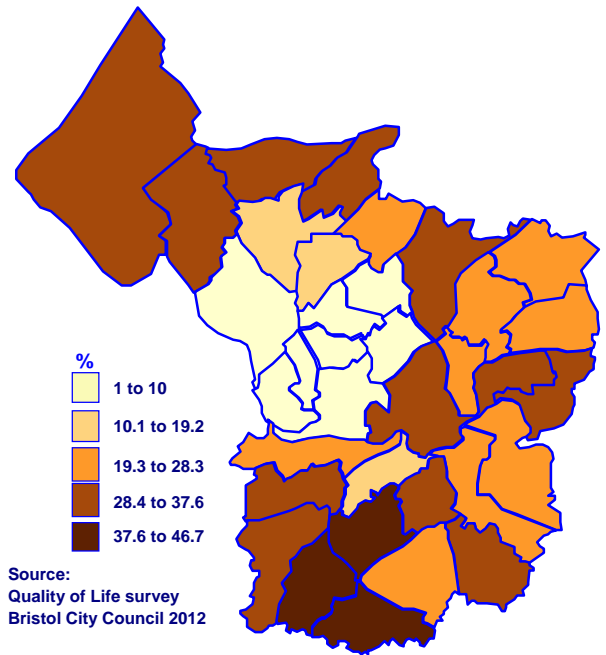 %
1 to 10
10.1 to 19.2
19.3 to 28.3
28.4 to 37.6
37.6 to 46.7
Source:
Quality of Life survey
Bristol City Council 2012